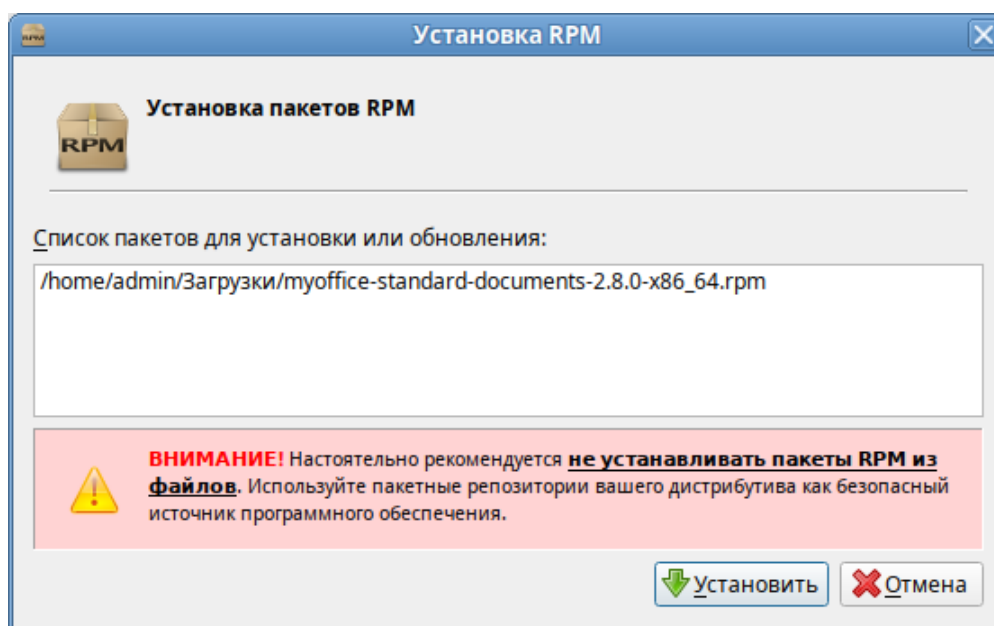 Установка RPM
Установка пакетов RPM
RPM
Список пакетов для установки или обновления:
/home/admin/Загрузки/myoffice-standard-documents-2.8.0-x86_64.rpm
ВНИМАНИЕ! Настоятельно рекомендуется не устанавливать пакеты RPM из
файлов. Используйте пакетные репозитории вашего дистрибутива как безопасный
источник программного обеспечения.
Установить Отмена